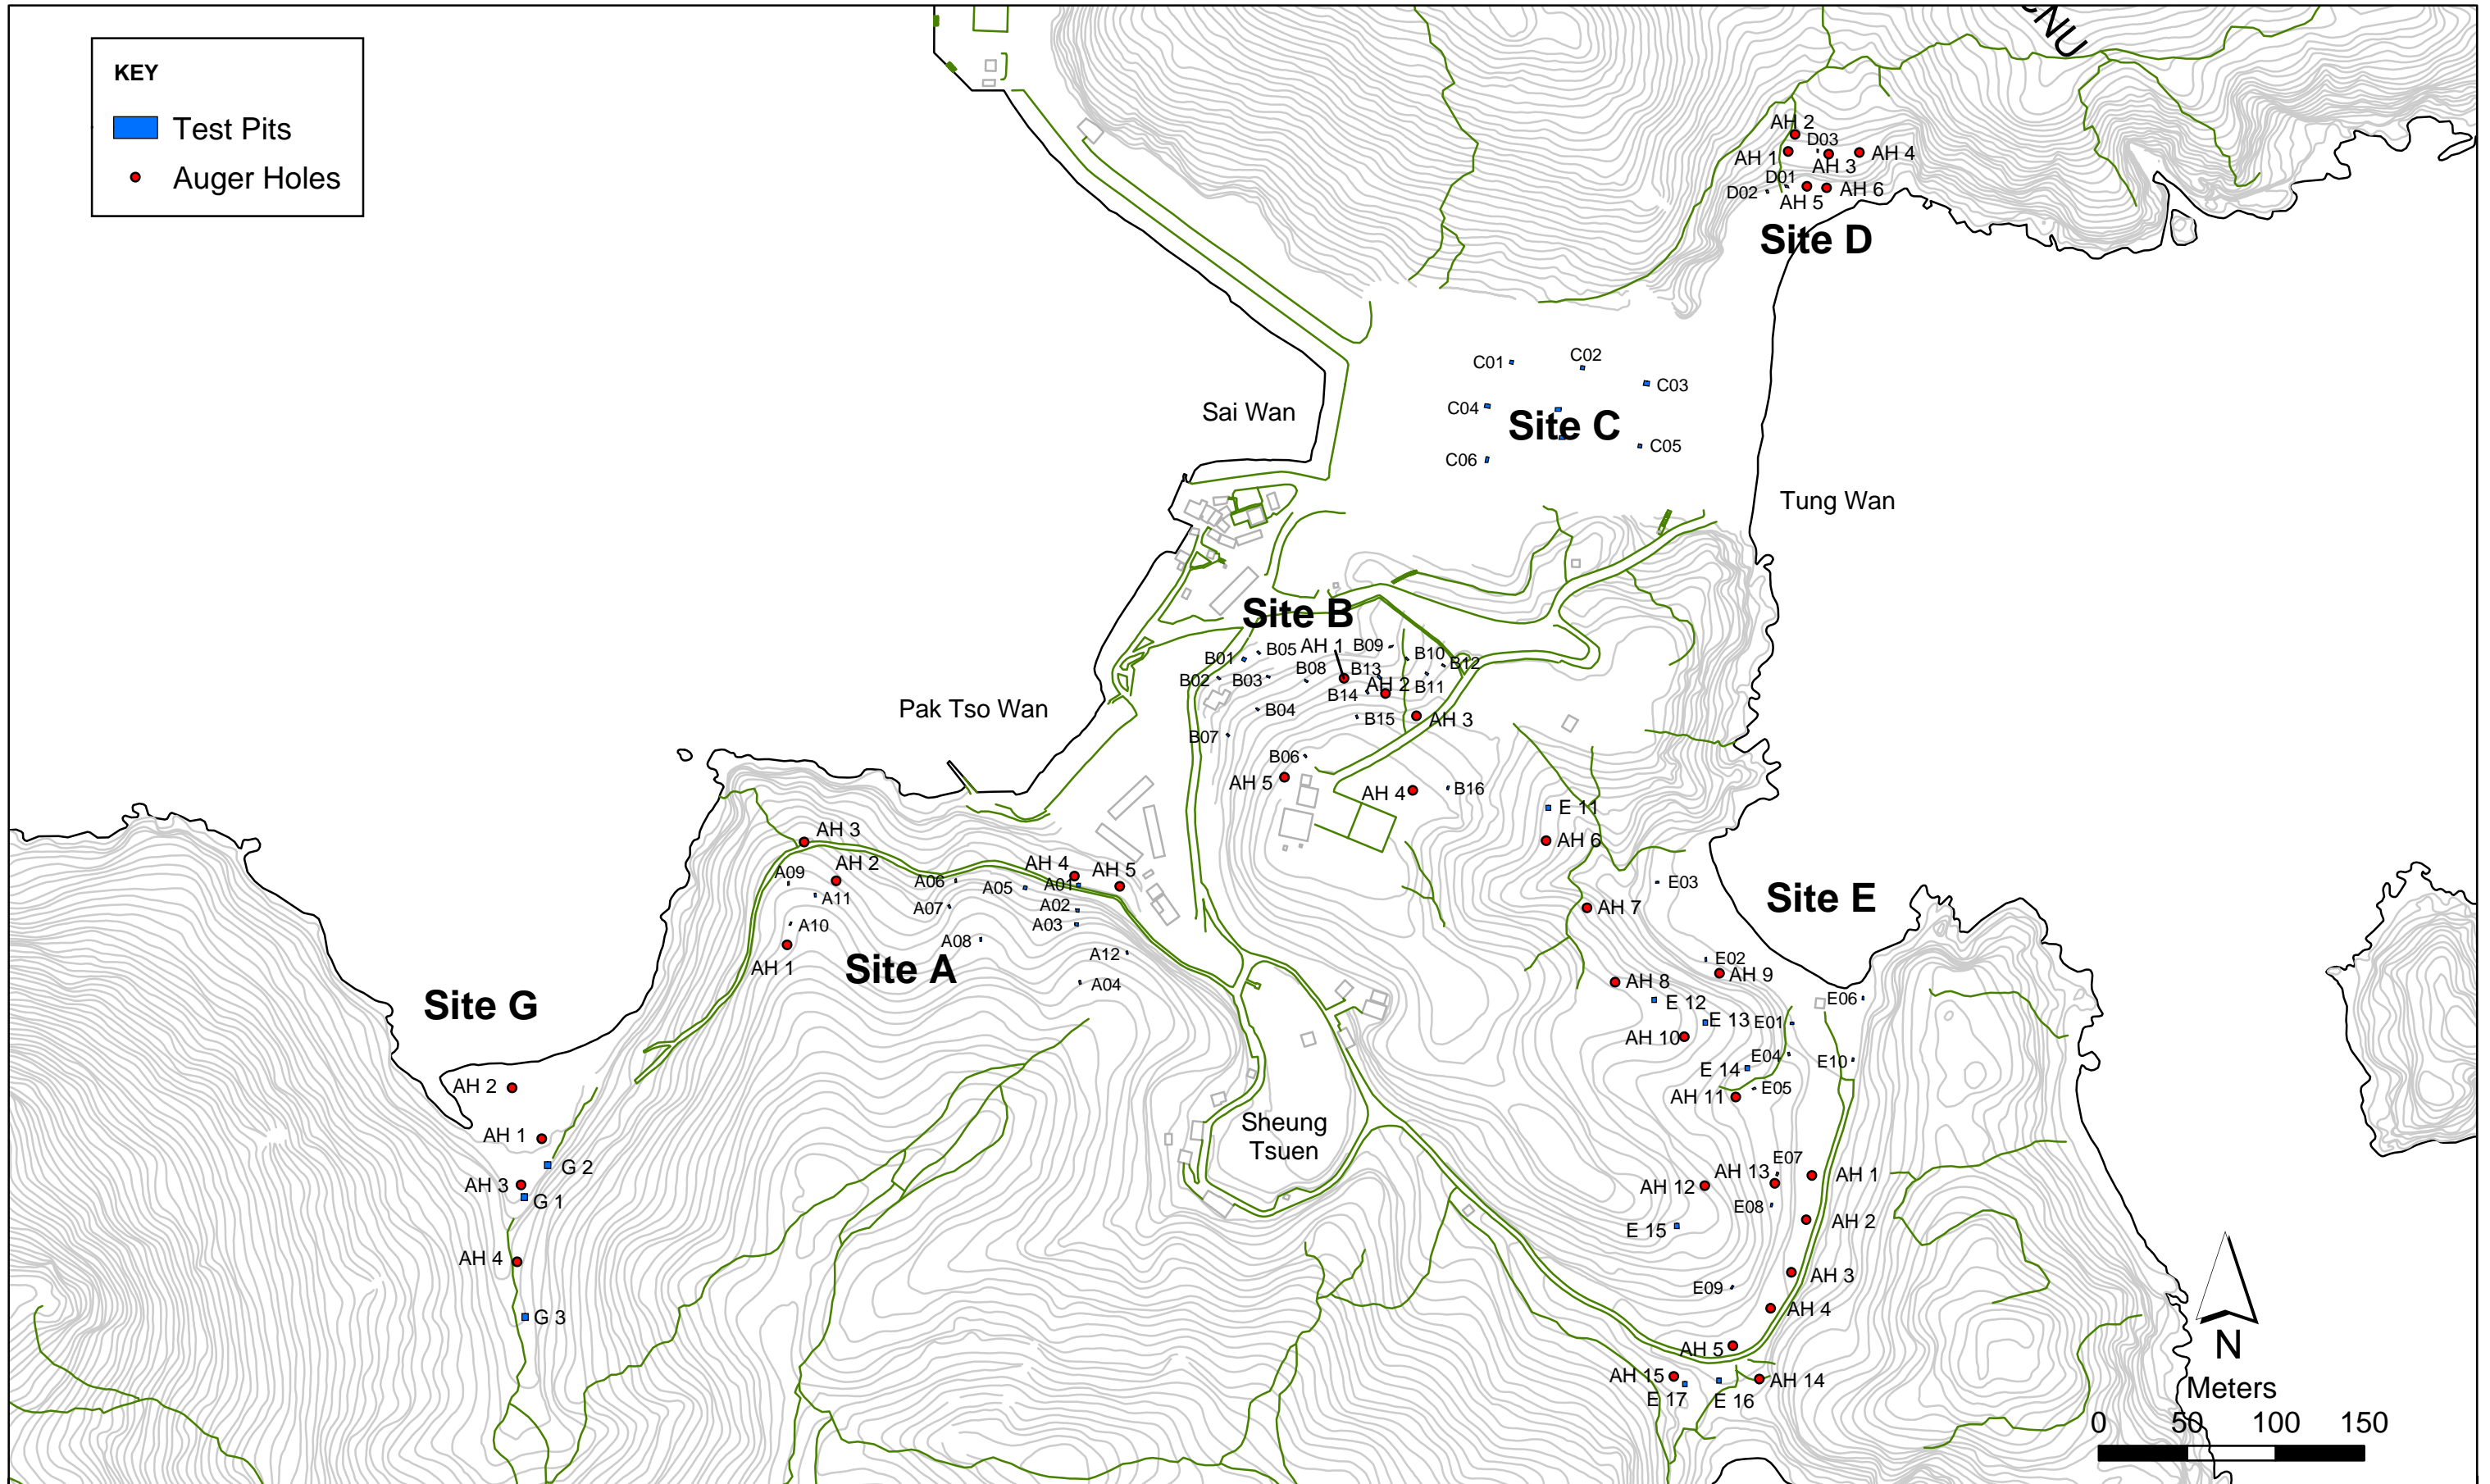 KEY
Test Pits
Auger Holes
CNU
AH 2
D03
AH 1
AH 3
AH 4
D01
D02
AH 5
AH 6
Site D
C01
C02
C03
Sai Wan
C04
Site C
C05
C06
Tung Wan
Site B
B01
B05
AH 1
B09
B10
B12
B02
B03
B08
B13
AH 2
B11
B14
B04
B15
AH 3
Pak Tso Wan
B07
B06
AH 5
AH 4
B16
E 11
AH 6
AH 3
AH 2
A09
A11
A06
A05
AH 4
AH 5
A01
A07
A02
A03
A10
A08
A12
AH 1
Site A
A04
E03
Site E
AH 7
E02
AH 9
AH 8
E 12
E06
E 13
E01
AH 10
E04
E10
E 14
E05
AH 11
Site G
AH 2
AH 1
G 2
AH 3
G 1
AH 4
G 3
Sheung
Tsuen
E07
AH 13
AH 1
AH 12
E08
AH 2
E 15
AH 3
E09
AH 4
AH 5
AH 15
AH 14
E 17
E 16
N
Meters
0 50 100 150